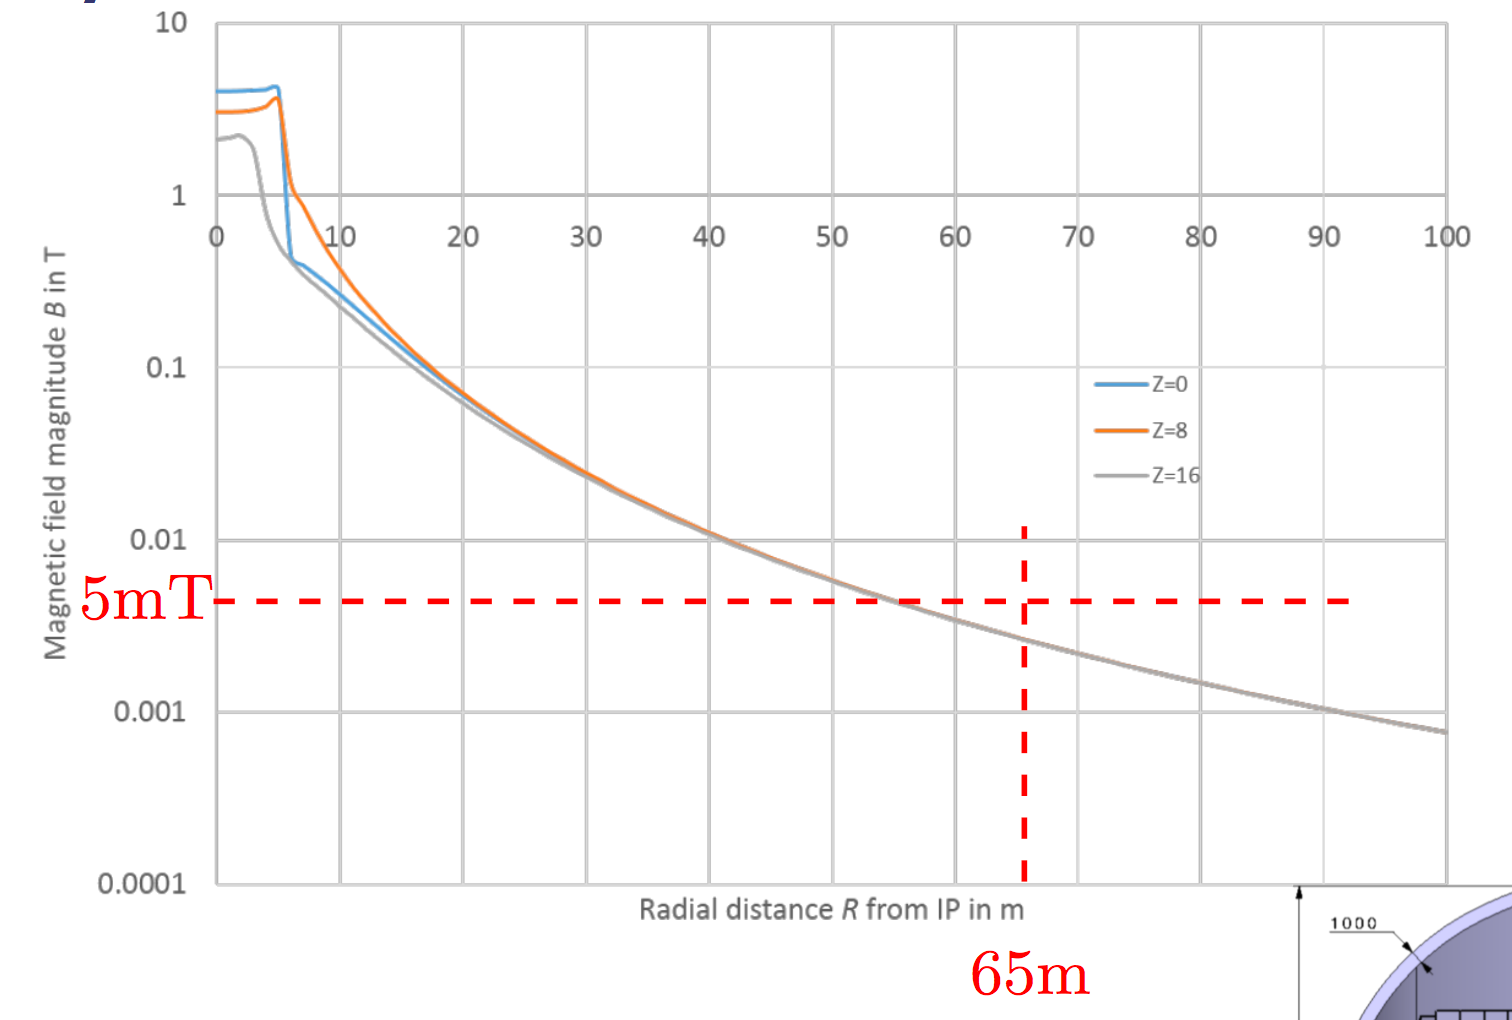 10
1
0 10 20 30 40 50 60 70 80 90 100
0.1
0.01
0.001
0.0001
Magnetic field magnitude B in T
5mT
Z=0
Z=8
Z=16
Radial distance R from IP in m
65m
1000